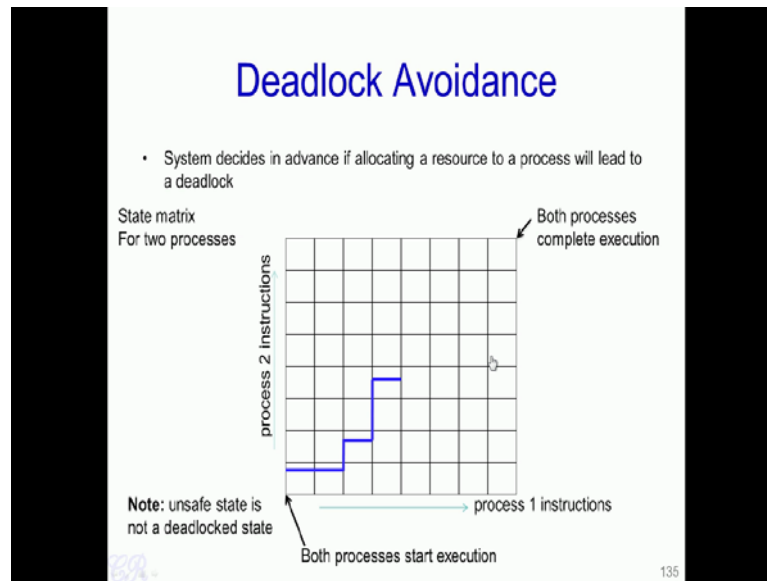 Deadlock Avoidance
• System decides in advance if allocating a resource to a process will lead to
a deadlock
State matrix
For two processes
Both processes
complete execution
process 2 instructions
Note: unsafe state is
not a deadlocked state
process 1 instructions
Both processes start execution
135